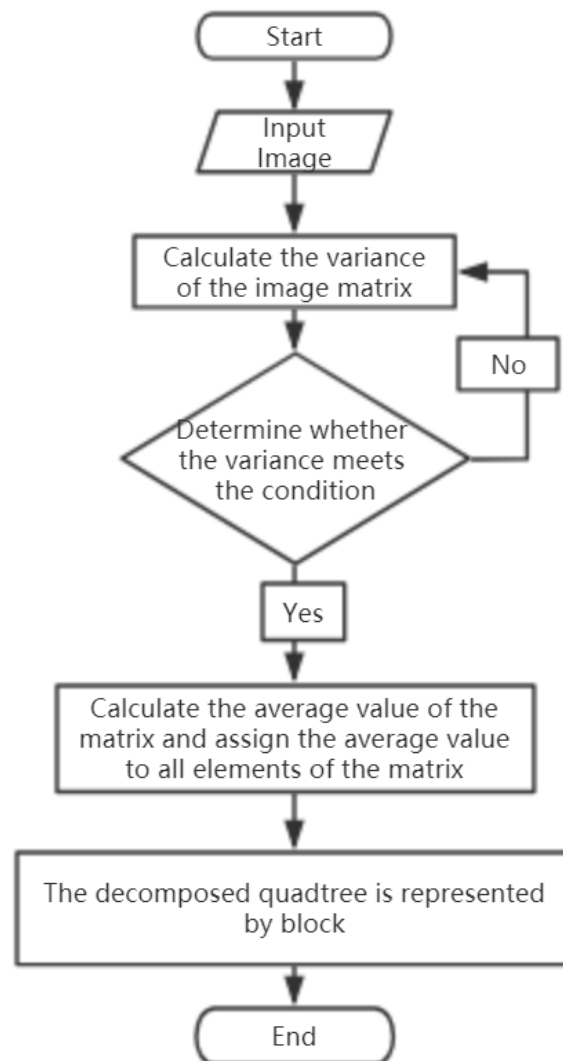 Start
Input
Image
Calculate the variance
of the image matrix
No
Determine whether
the variance meets
the condition
Yes
Calculate the average value of the
matrix and assign the average value
to all elements of the matrix
The decomposed quadtree is represented
by block
End